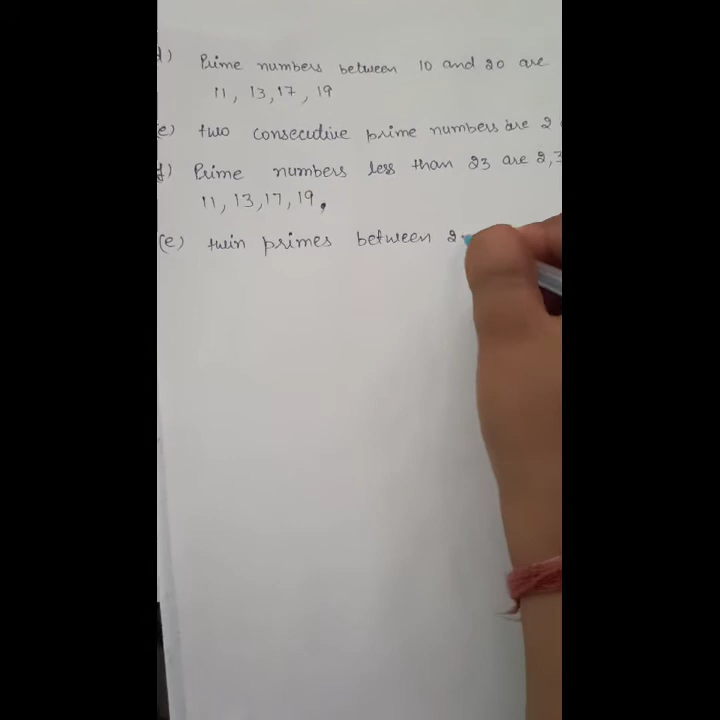 d) Prime numbers between 10 and 20 are
11, 13, 17, 19
(e) two consecutive prime numbers are 2
f) Prime numbers less than 23 are 2, 3
11, 13, 17, 19.
(e) twin primes between 2